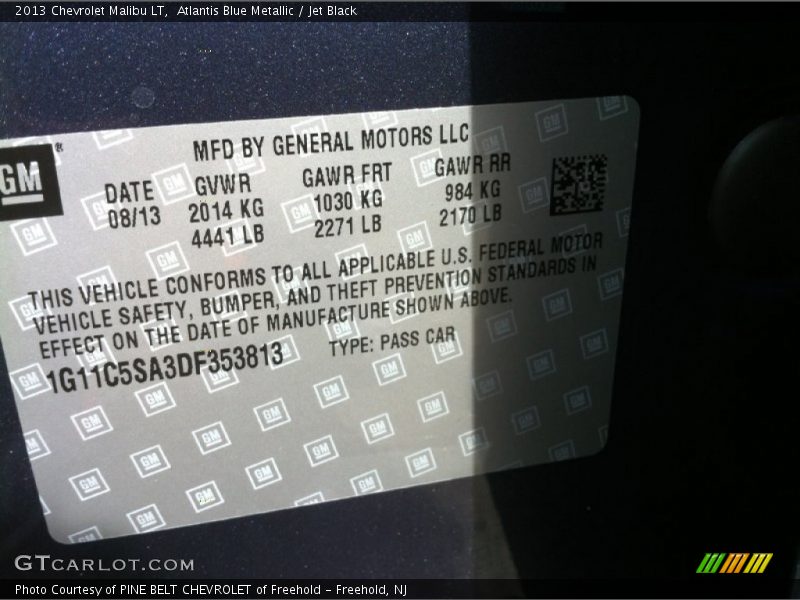 2013 Chevrolet Malibu LT,  Atlantis Blue Metallic / Jet Black
MFD BY GENERAL MOTORS LLC
GM®
DATE GVWR GAWR FRT GAWR RR
08/13 2014 KG 1030 KG 984 KG
4441 LB 2271 LB 2170 LB
THIS VEHICLE CONFORMS TO ALL APPLICABLE U.S. FEDERAL MOTOR
VEHICLE SAFETY, BUMPER, AND THEFT PREVENTION STANDARDS IN
EFFECT ON THE DATE OF MANUFACTURE SHOWN ABOVE.
1G11C5SA3DF353813 TYPE: PASS CAR
GTCARLOT.COM
Photo Courtesy of PINE BELT CHEVROLET of Freehold - Freehold, NJ